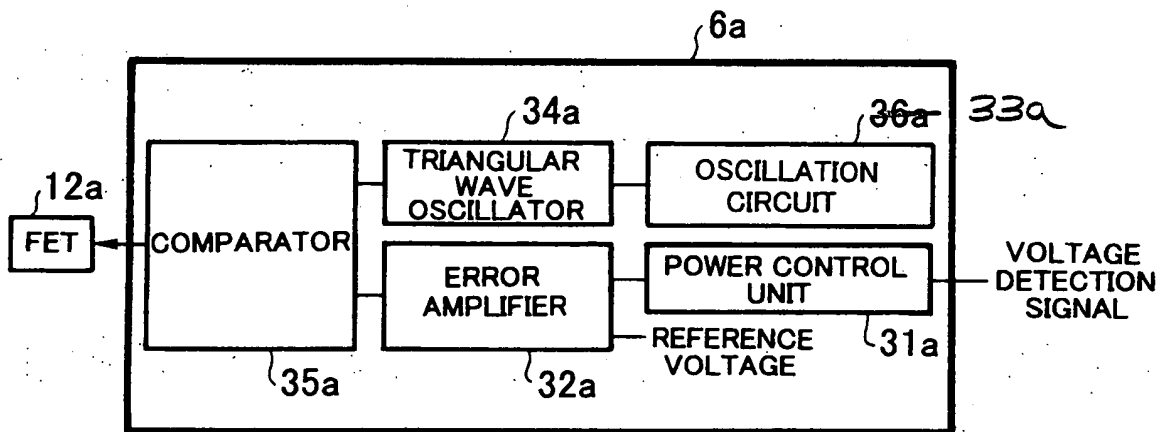 6a
34a
36a 33a
12a
FET
COMPARATOR
TRIANGULAR
WAVE
OSCILLATOR
OSCILLATION
CIRCUIT
ERROR
AMPLIFIER
POWER CONTROL
UNIT
VOLTAGE
DETECTION
SIGNAL
REFERENCE
VOLTAGE
35a
32a
31a